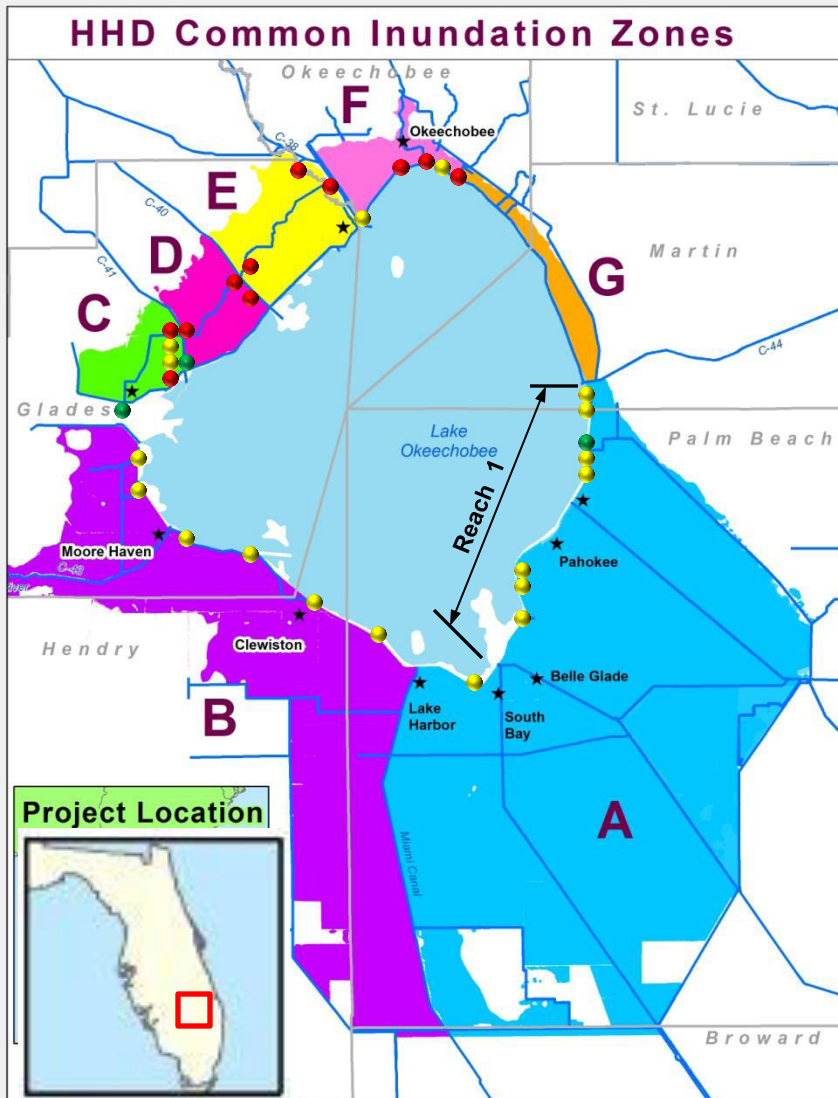 HHD Common Inundation Zones
Okeechobee
St. Lucie
F
Okeechobee
C-38
E
C-40
D
C-41
Martin
G
C
C-44
Glades
Lake
Okeechobee
Palm Beach
Reach 1
Moore Haven
Pahokee
C-43
River
Clewiston
Hendry
Belle Glade
Lake
Harbor
South
Bay
B
Project Location
A
Miami Canal
Broward